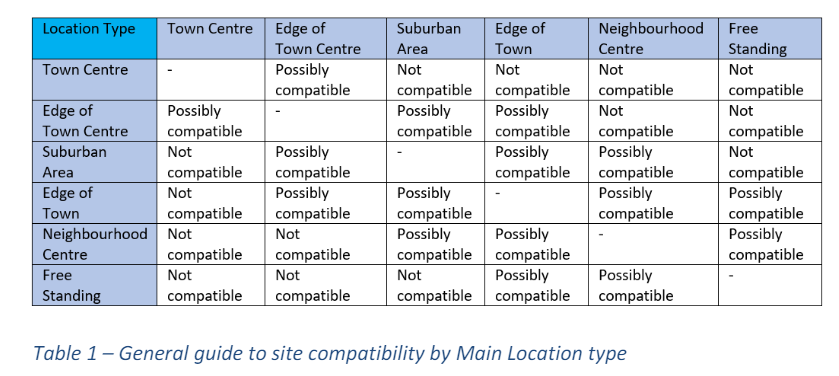 Location Type Town Centre Edge of Town Centre Suburban Area Edge of Town Neighbourhood Centre Free Standing
Town Centre - Possibly compatible Not compatible Not compatible Not compatible Not compatible
Edge of Town Centre Possibly compatible - Possibly compatible Possibly compatible Not compatible Not compatible
Suburban Area Not compatible Possibly compatible - Possibly compatible Possibly compatible Not compatible
Edge of Town Not compatible Possibly compatible Possibly compatible - Possibly compatible Possibly compatible
Neighbourhood Centre Not compatible Not compatible Possibly compatible Possibly compatible - Possibly compatible
Free Standing Not compatible Not compatible Not compatible Possibly compatible Possibly compatible -
Table 1 – General guide to site compatibility by Main Location type